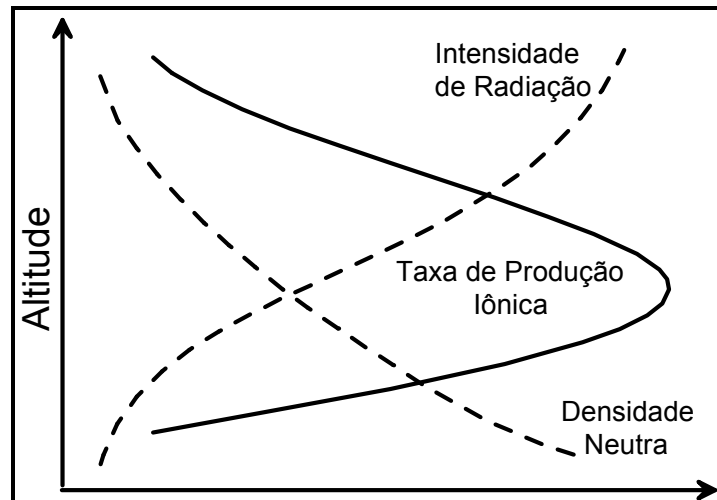 Intensidade
de Radiação
Altitude
Taxa de Produção
Iônica
Densidade
Neutra